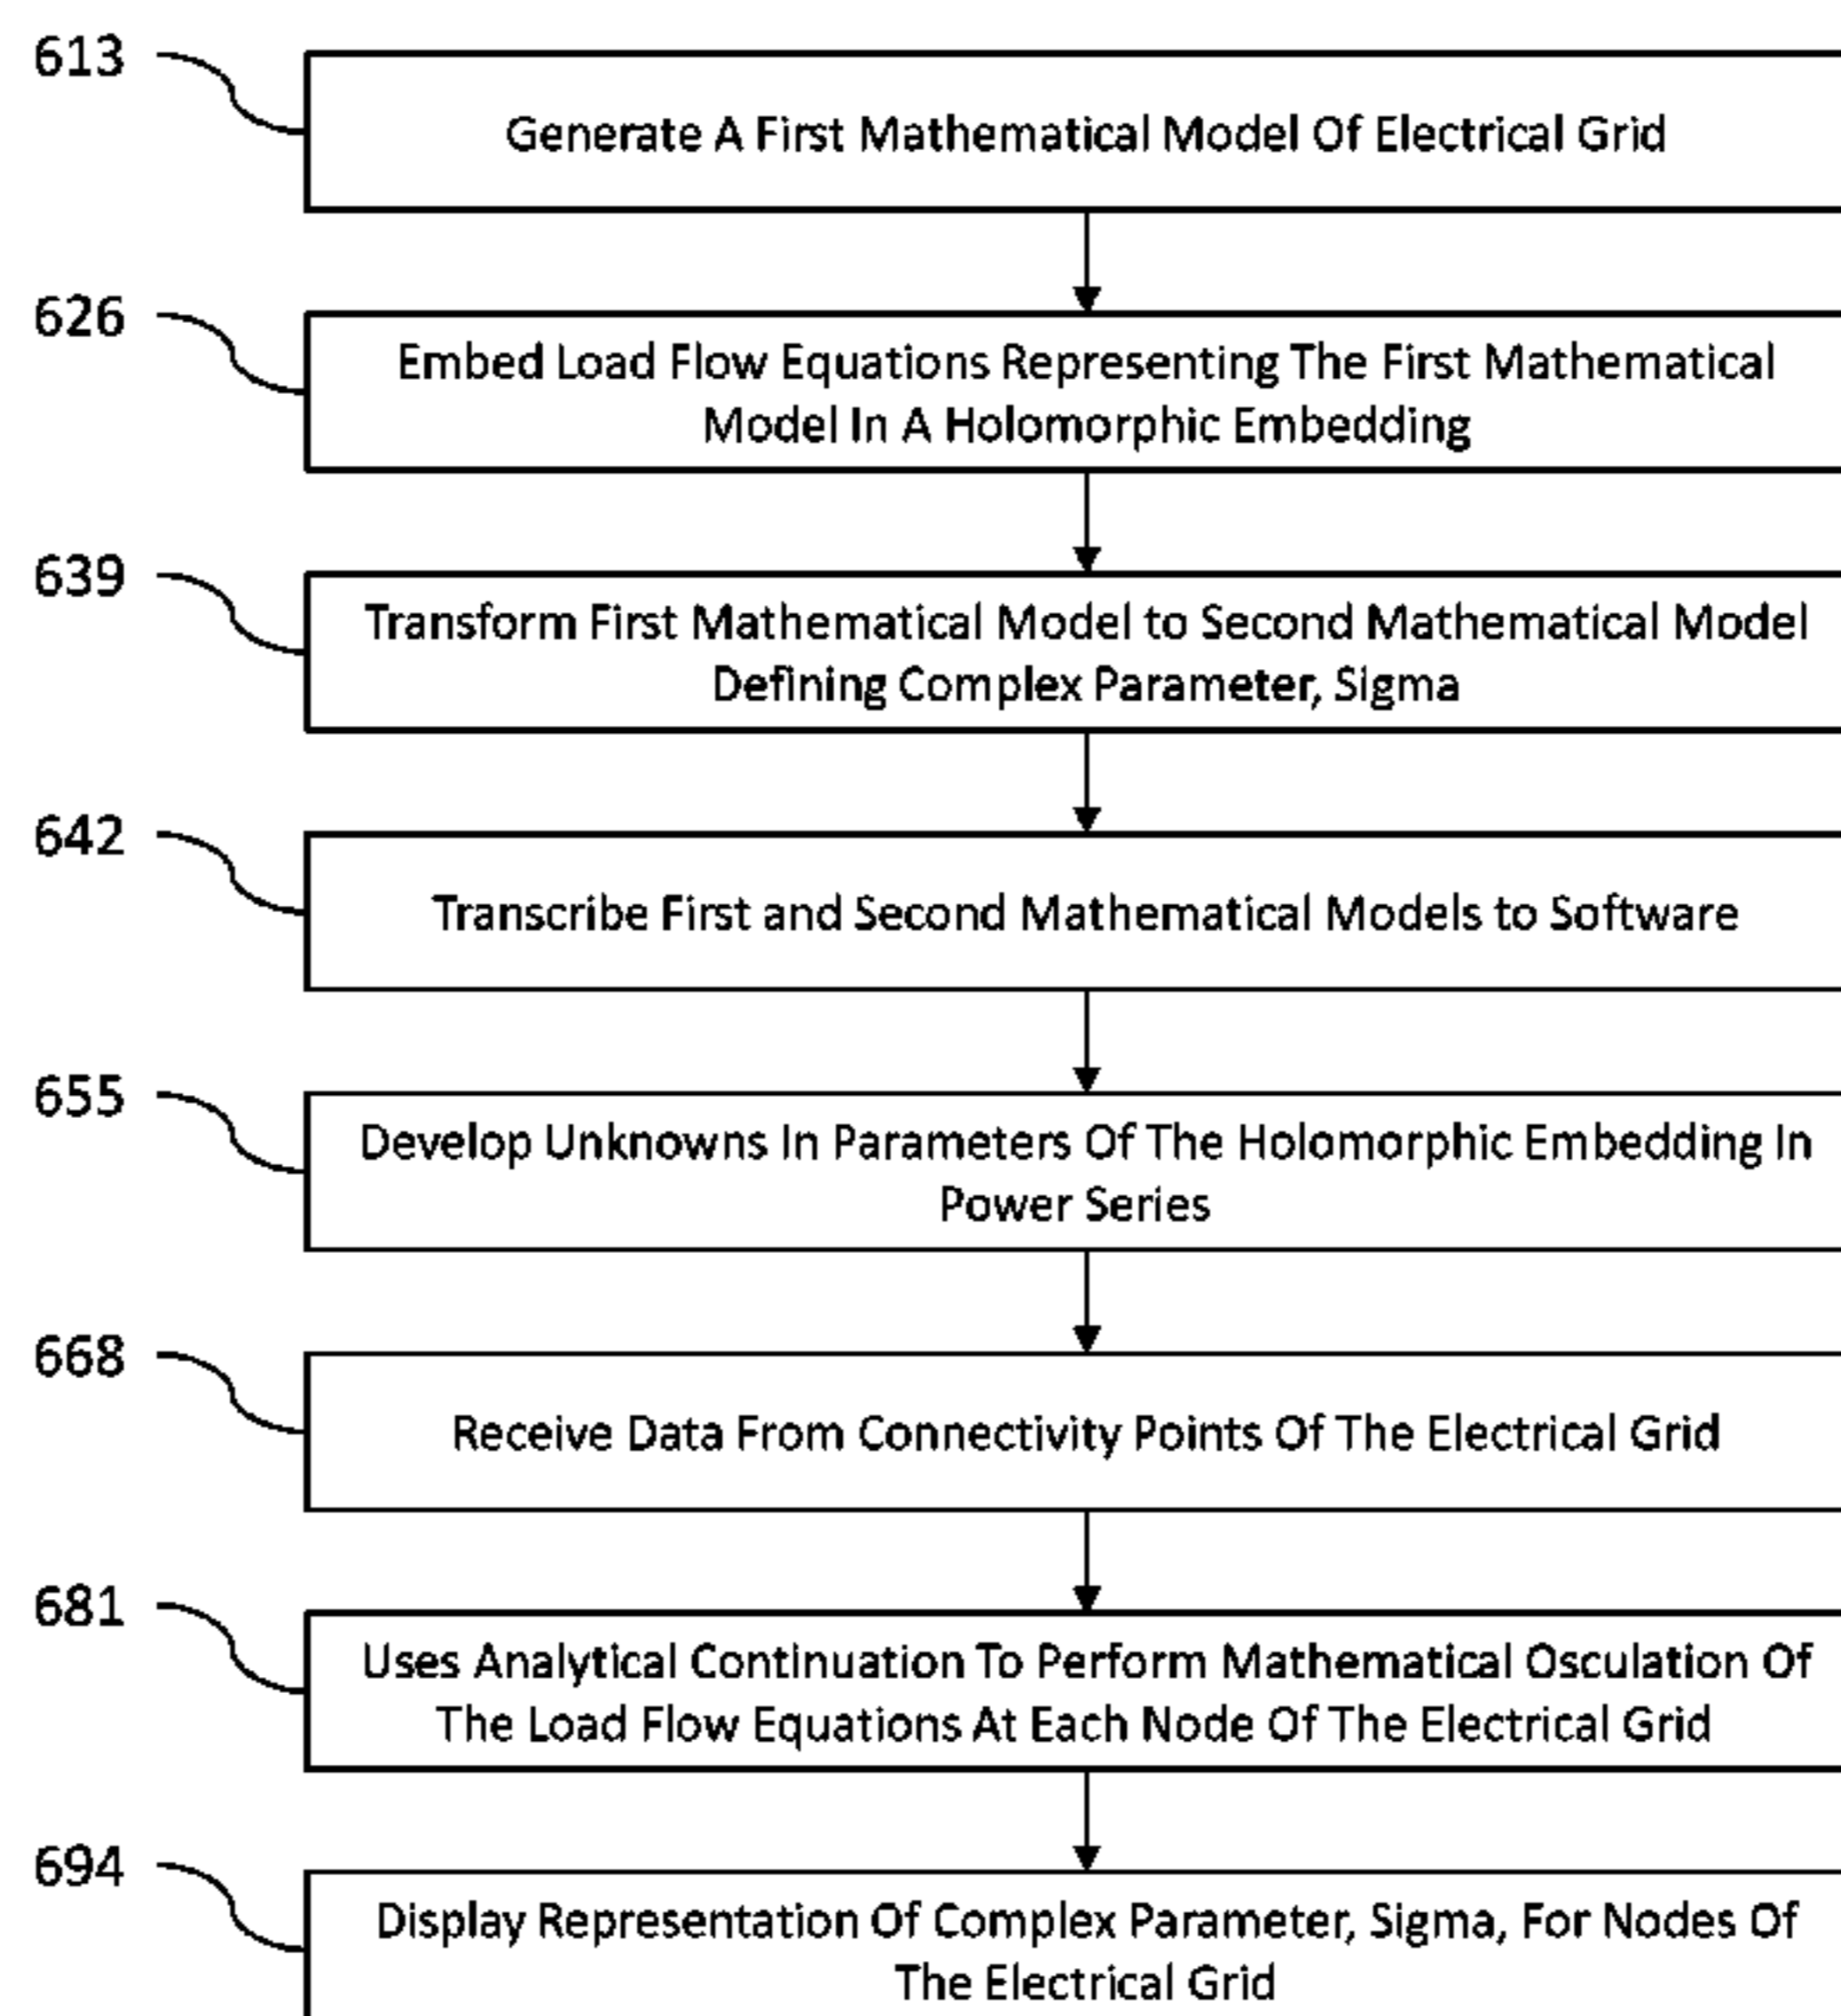 613
Generate A First Mathematical Model Of Electrical Grid
626
Embed Load Flow Equations Representing The First Mathematical
Model In A Holomorphic Embedding
639
Transform First Mathematical Model to Second Mathematical Model
Defining Complex Parameter, Sigma
642
Transcribe First and Second Mathematical Models to Software
655
Develop Unknowns In Parameters Of The Holomorphic Embedding In
Power Series
668
Receive Data From Connectivity Points Of The Electrical Grid
681
Uses Analytical Continuation To Perform Mathematical Osculation Of
The Load Flow Equations At Each Node Of The Electrical Grid
694
Display Representation Of Complex Parameter, Sigma, For Nodes Of
The Electrical Grid